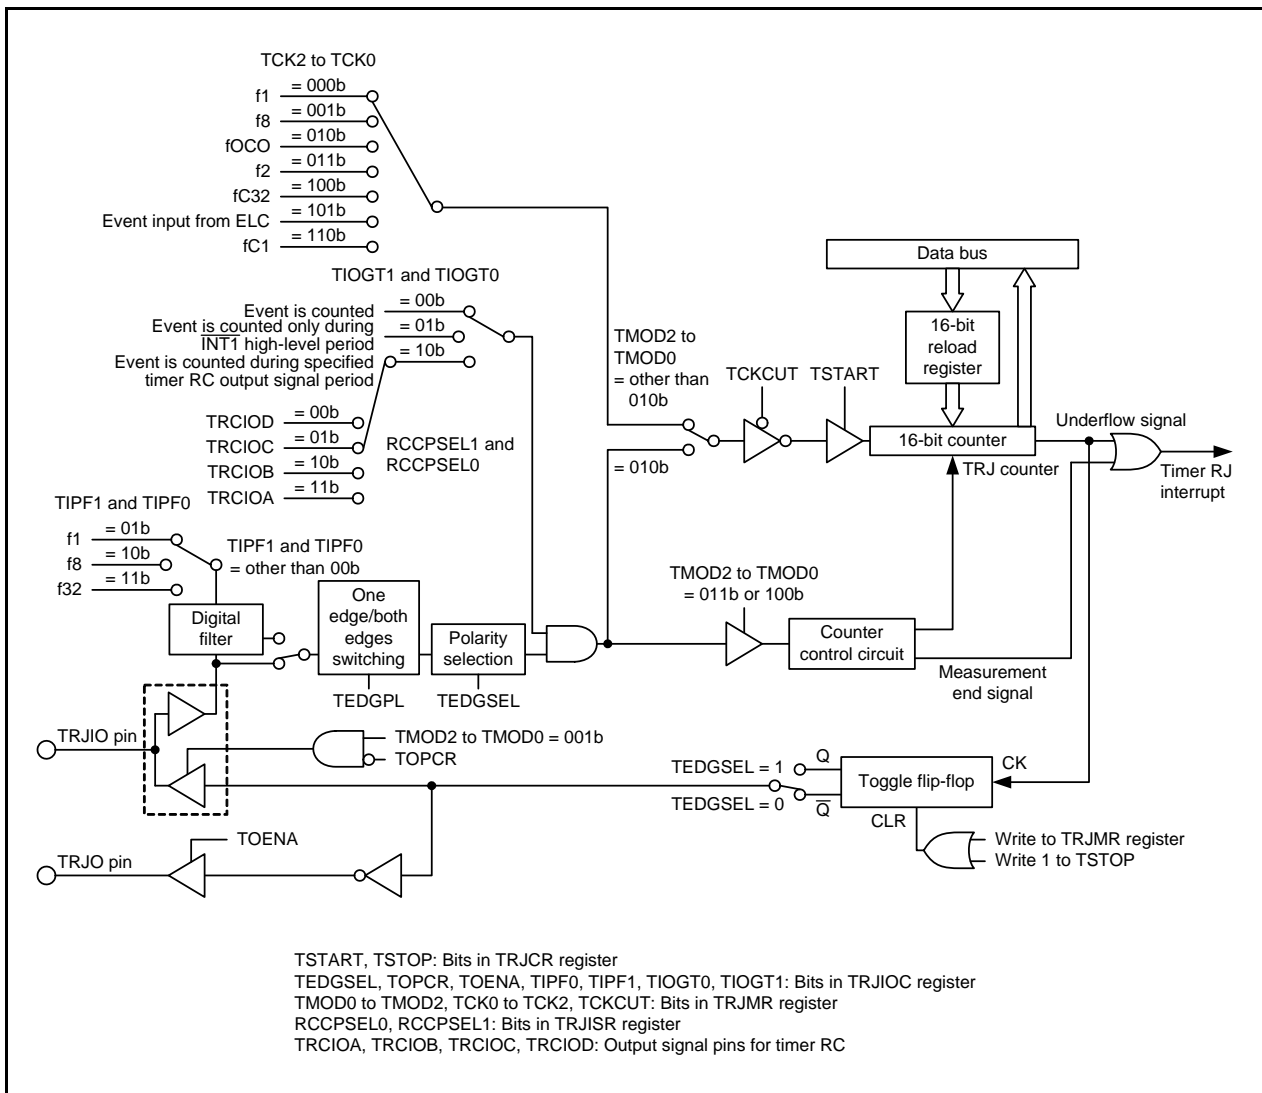 TCK2 to TCK0
f1 = 000b
f8 = 001b
fOCO = 010b
f2 = 011b
fC32 = 100b
Event input from ELC = 101b
fC1 = 110b
TIOGT1 and TIOGT0
Event is counted = 00b
Event is counted only during
INT1 high-level period = 01b
Event is counted during specified
timer RC output signal period = 10b
TRCIOD = 00b
TRCIOC = 01b
TRCIOB = 10b
TRCIOA = 11b
RCCPSEL1 and
RCCPSEL0
TMOD2 to
TMOD0
= other than
010b
= 010b
TCKCUT
TSTART
Data bus
16-bit
reload
register
16-bit counter
TRJ counter
Underflow signal
Timer RJ
interrupt
TIPF1 and TIPF0
f1 = 01b
f8 = 10b
f32 = 11b
TIPF1 and TIPF0
= other than 00b
Digital
filter
One
edge/both
edges
switching
Polarity
selection
TEDGPL
TEDGSEL
TMOD2 to TMOD0
= 011b or 100b
Counter
control circuit
Measurement
end signal
TRJIO pin
TMOD2 to TMOD0 = 001b
TOPCR
TEDGSEL = 1
TEDGSEL = 0
Q
Q
Toggle flip-flop
CK
CLR
Write to TRJMR register
Write 1 to TSTOP
TOENA
TRJO pin
TSTART, TSTOP: Bits in TRJCR register
TEDGSEL, TOPCR, TOENA, TIPF0, TIPF1, TIOGT0, TIOGT1: Bits in TRJIOC register
TMOD0 to TMOD2, TCK0 to TCK2, TCKCUT: Bits in TRJMR register
RCCPSEL0, RCCPSEL1: Bits in TRJISR register
TRCIOA, TRCIOB, TRCIOC, TRCIOD: Output signal pins for timer RC